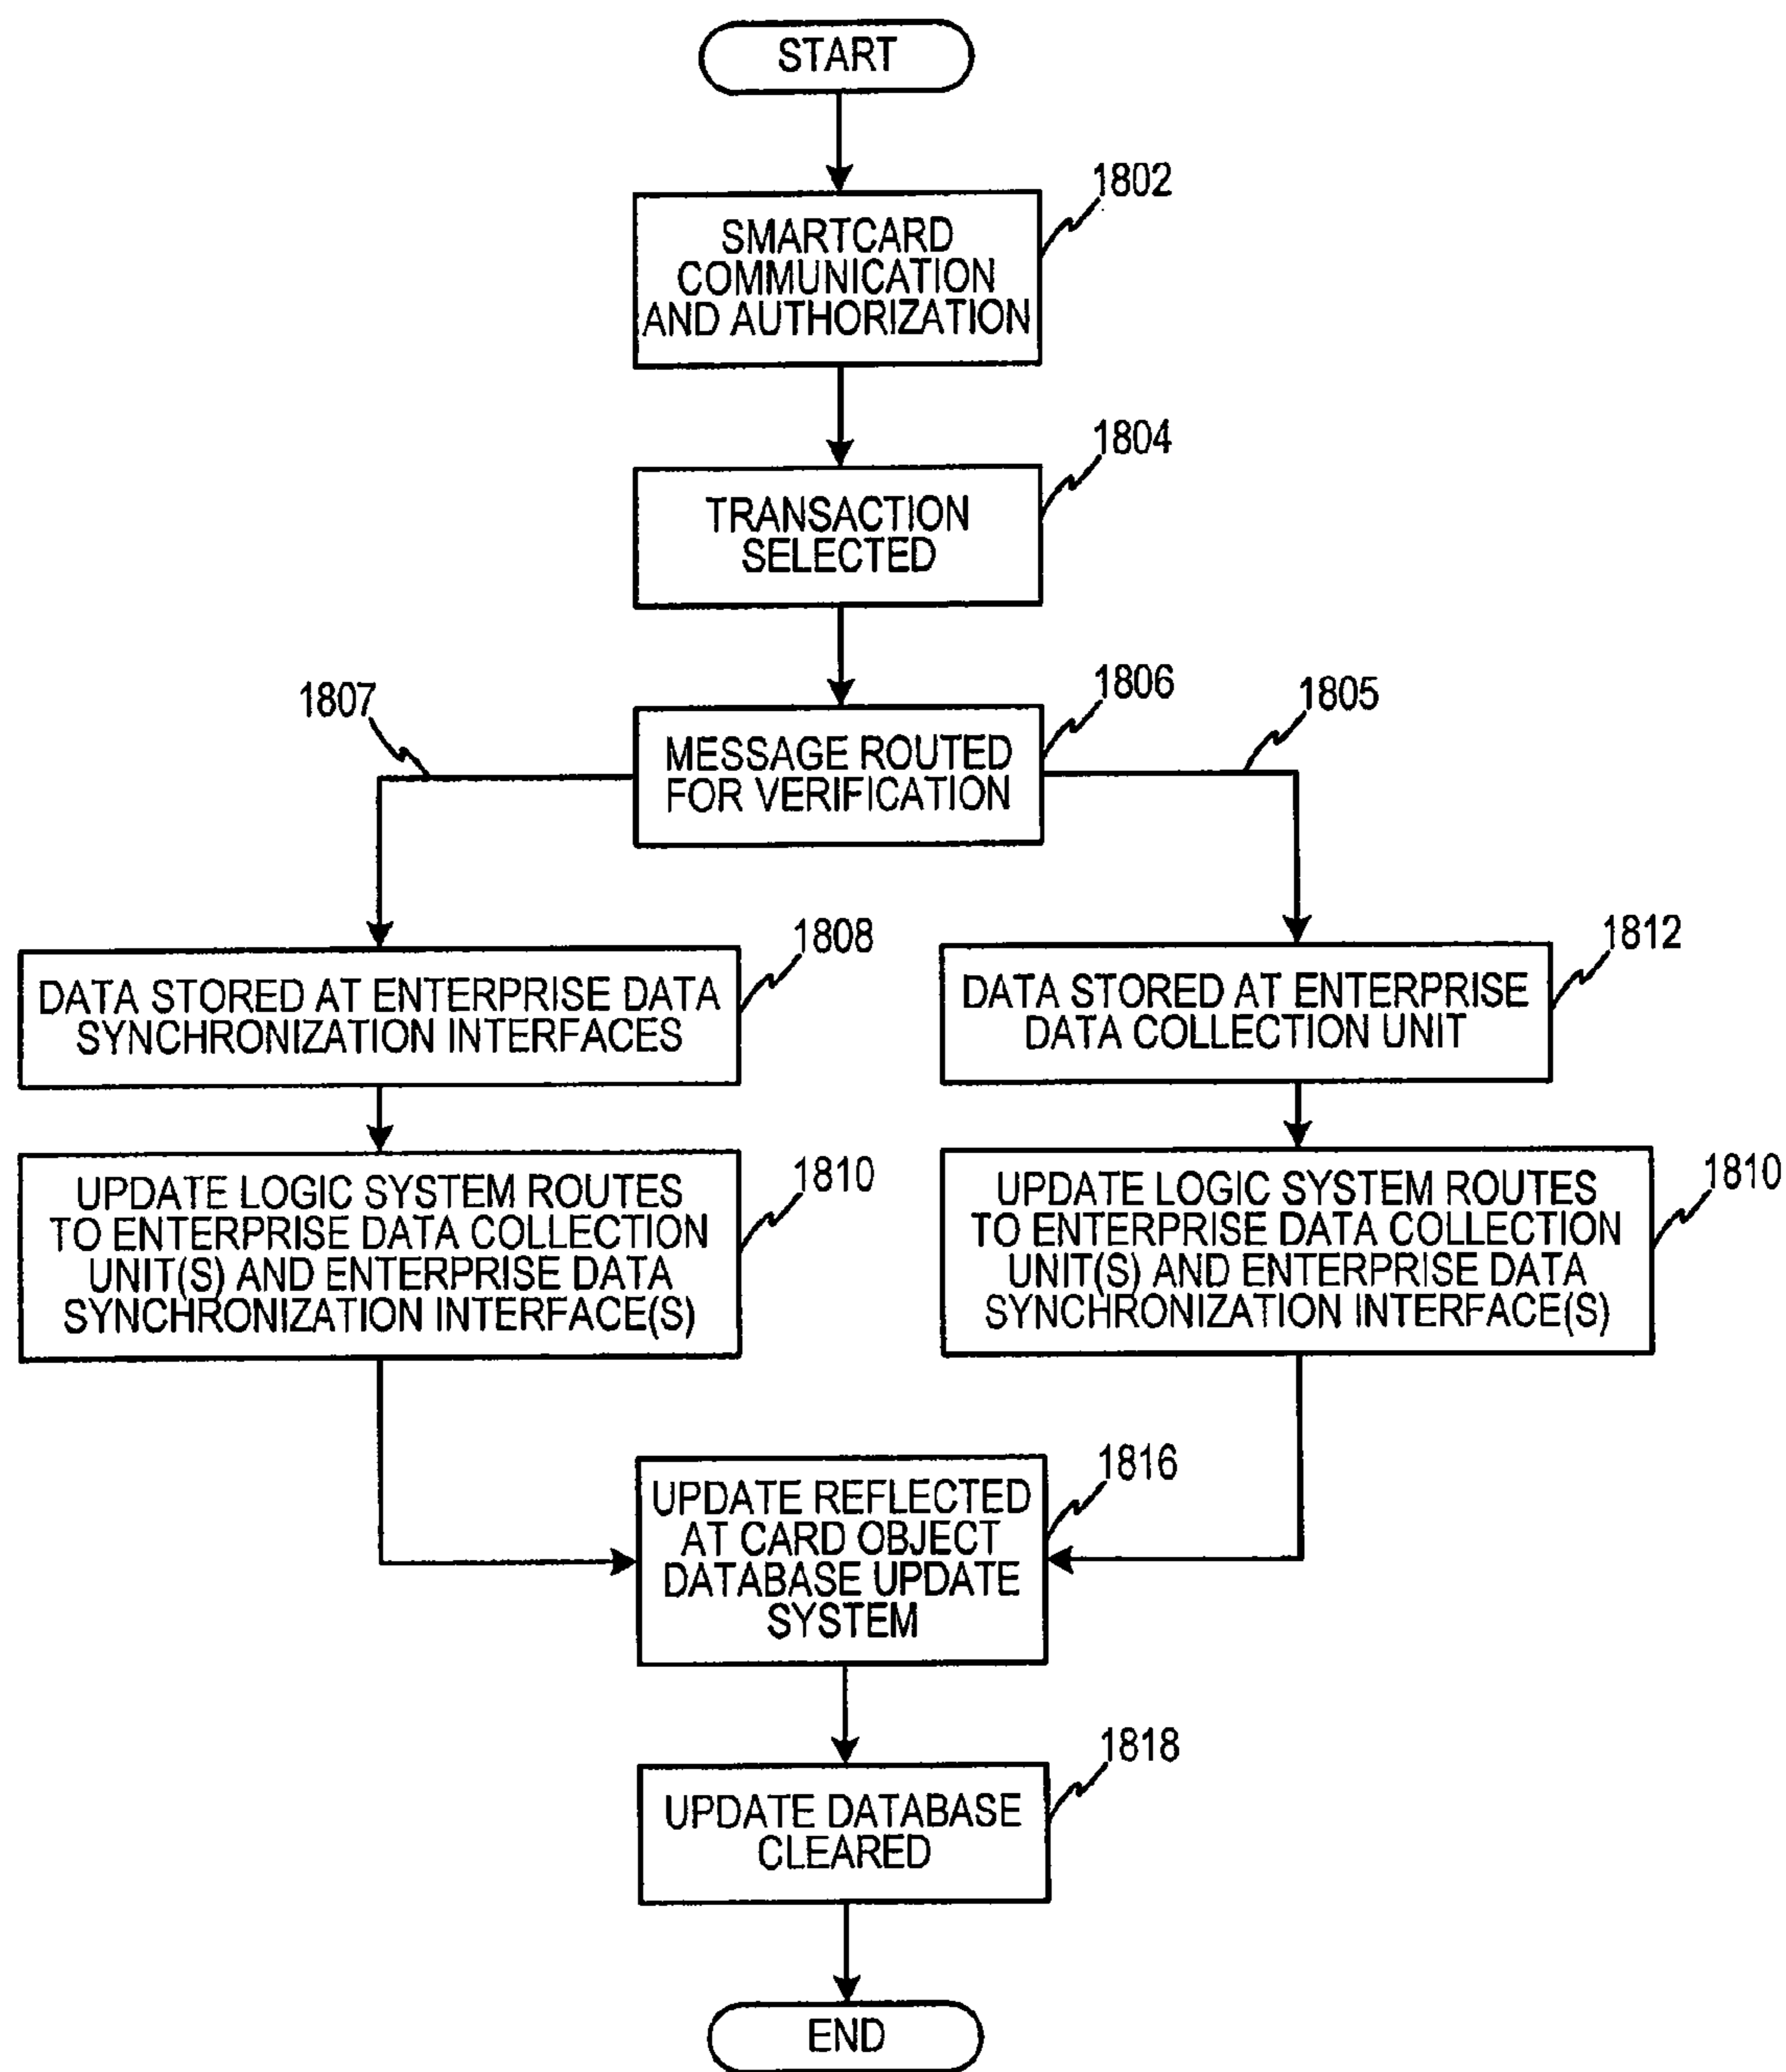 START
1802
SMARTCARD
COMMUNICATION
AND AUTHORIZATION
1804
TRANSACTION
SELECTED
1807
1806
1805
MESSAGE ROUTED
FOR VERIFICATION
1808
DATA STORED AT ENTERPRISE DATA
SYNCHRONIZATION INTERFACES
1812
DATA STORED AT ENTERPRISE
DATA COLLECTION UNIT
1810
UPDATE LOGIC SYSTEM ROUTES
TO ENTERPRISE DATA COLLECTION
UNIT(S) AND ENTERPRISE DATA
SYNCHRONIZATION INTERFACE(S)
1810
UPDATE LOGIC SYSTEM ROUTES
TO ENTERPRISE DATA COLLECTION
UNIT(S) AND ENTERPRISE DATA
SYNCHRONIZATION INTERFACE(S)
1816
UPDATE REFLECTED
AT CARD OBJECT
DATABASE UPDATE
SYSTEM
1818
UPDATE DATABASE
CLEARED
END